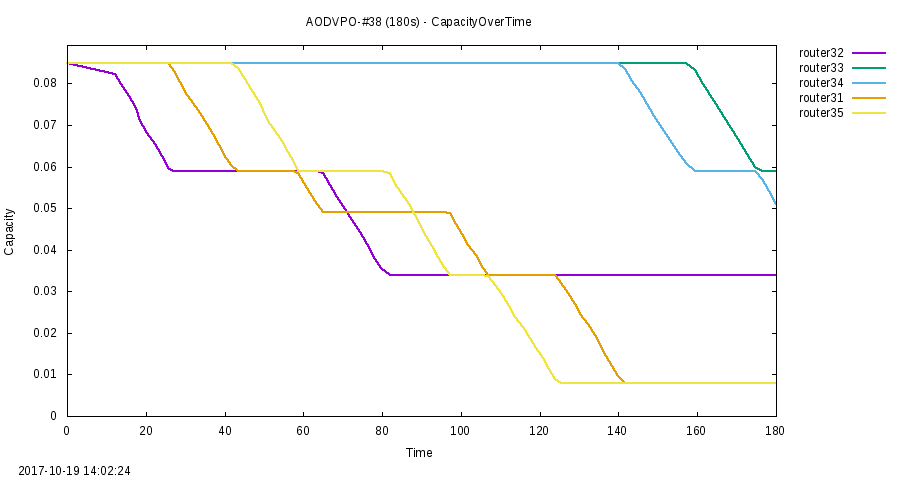 AODVPO-#38 (180s) - CapacityOverTime
router32
router33
router34
router31
router35
Capacity
0.08
0.07
0.06
0.05
0.04
0.03
0.02
0.01
0
0 20 40 60 80 100 120 140 160 180
Time
2017-10-19 14:02:24